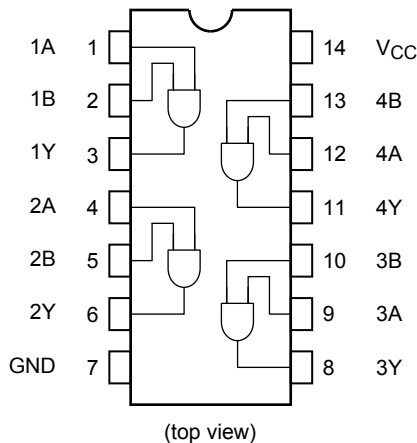 1A 1 14 VCC
1B 2 13 4B
1Y 3 12 4A
2A 4 11 4Y
2B 5 10 3B
2Y 6 9 3A
GND 7 8 3Y
(top view)